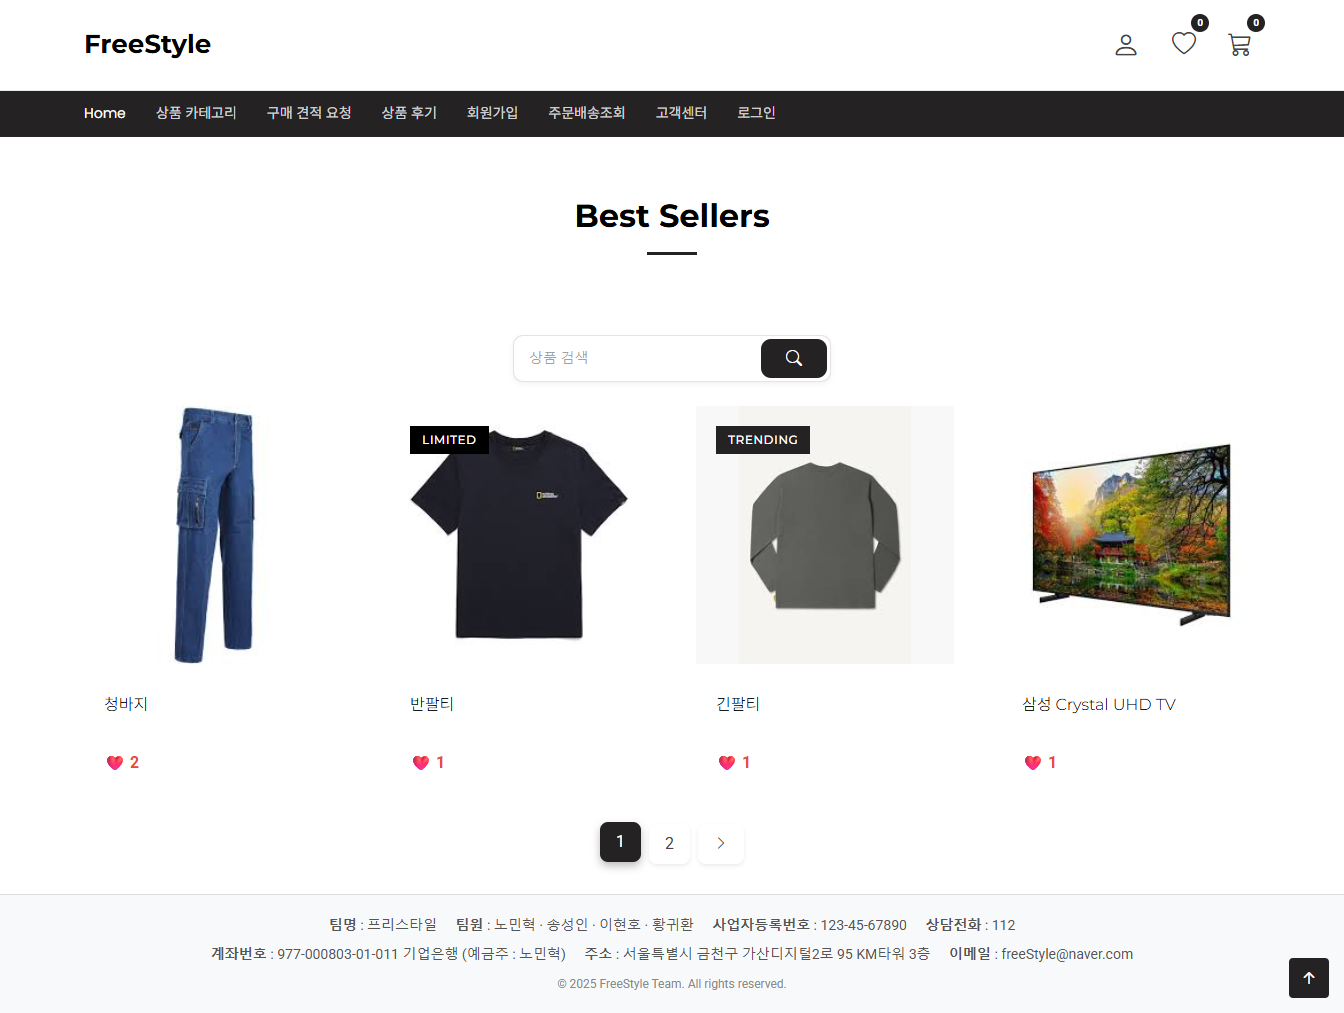 FreeStyle
0
0
Home 상품 카테고리 구매 견적 요청 상품 후기 회원가입 주문배송조회 고객센터 로그인
Best Sellers
상품 검색
LIMITED
TRENDING
청바지
반팔티
긴팔티
삼성 Crystal UHD TV
2
1
1
1
1 2
팀명 : 프리스타일 팀원 : 노민혁 · 송성인 · 이현호 · 황귀환 사업자등록번호 : 123-45-67890 상담전화 : 112
계좌번호 : 977-000803-01-011 기업은행 (예금주 : 노민혁) 주소 : 서울특별시 금천구 가산디지털2로 95 KM타워 3층 이메일 : freeStyle@naver.com
© 2025 FreeStyle Team. All rights reserved.